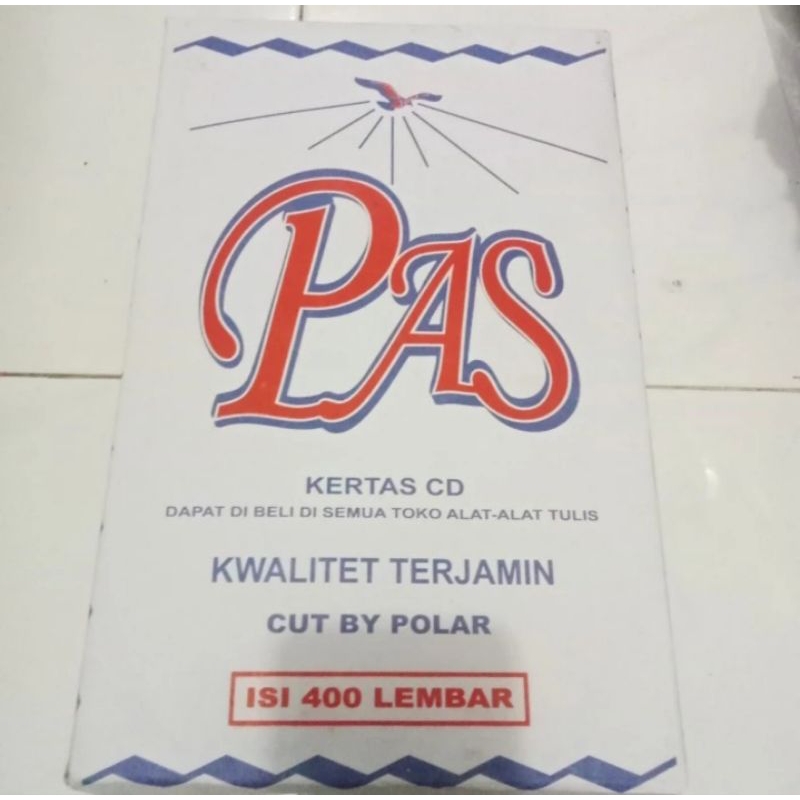 PAS
KERTAS CD
DAPAT DI BELI DI SEMUA TOKO ALAT-ALAT TULIS
KWALITET TERJAMIN
CUT BY POLAR
ISI 400 LEMBAR